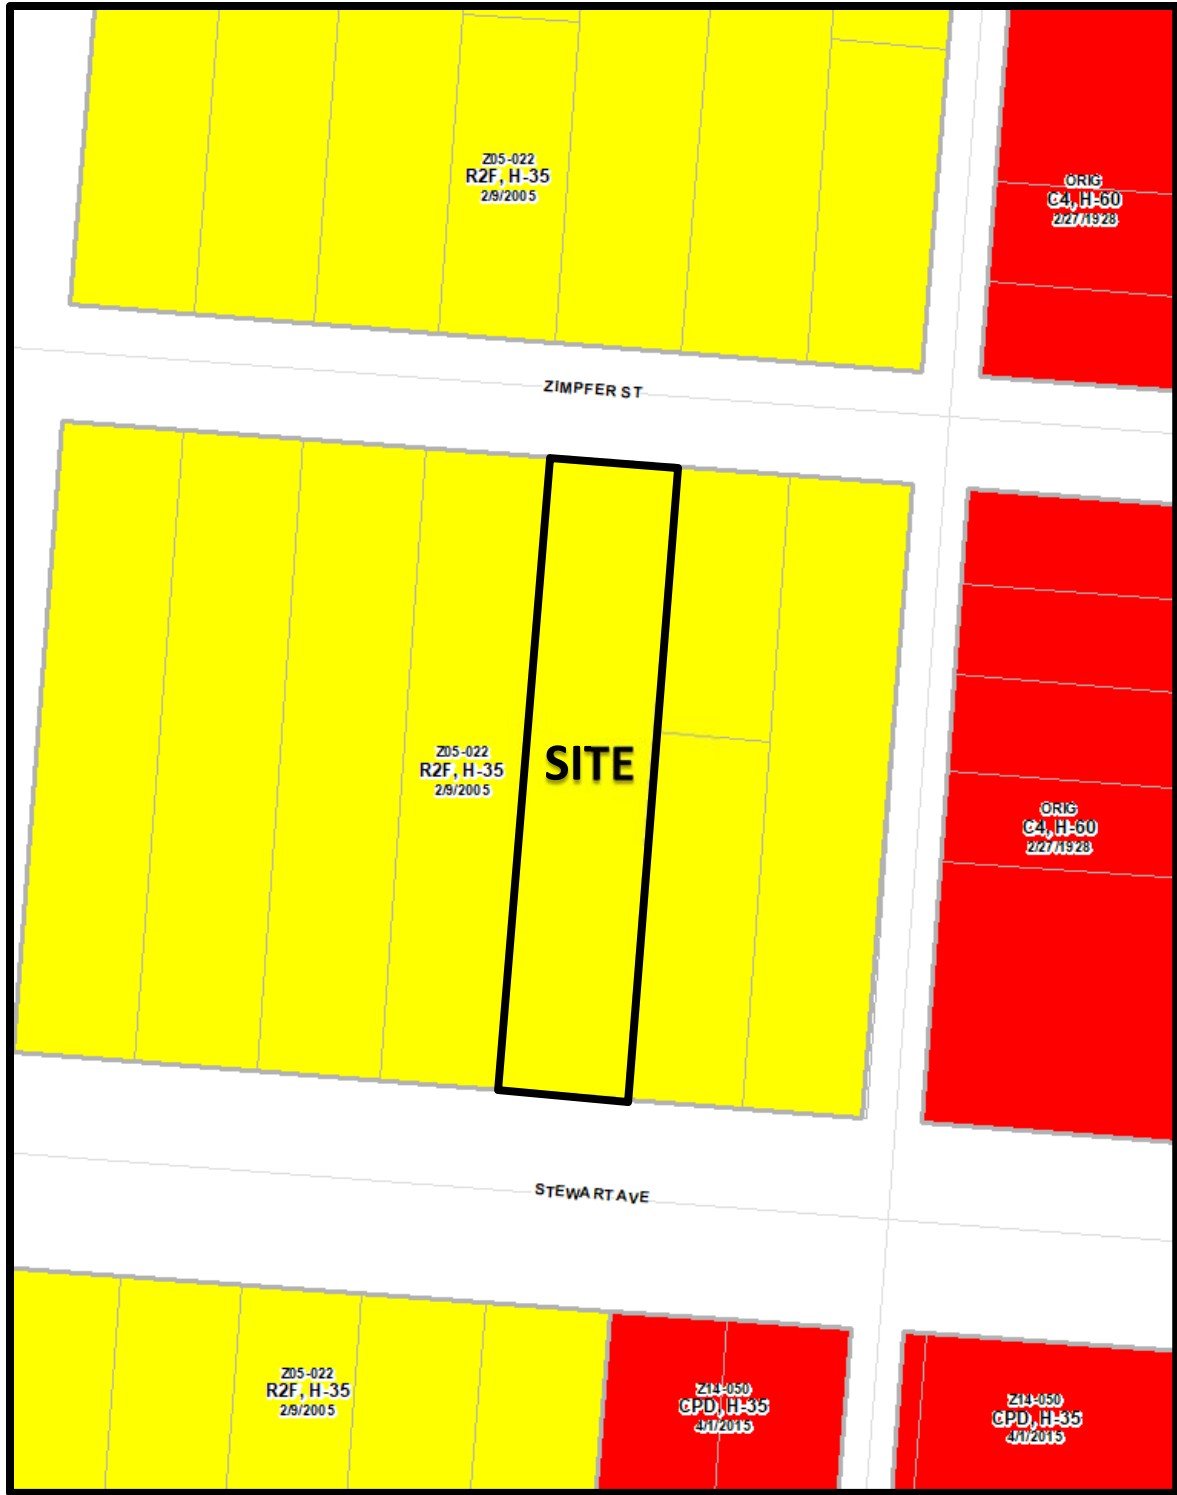 Z05-022
R2F, H-35
2/9/2005
ORIG
C4, H-60
2/27/1928
ZIMPFER ST
Z05-022
R2F, H-35
2/9/2005
SITE
ORIG
C4, H-60
2/27/1928
STEWART AVE
Z05-022
R2F, H-35
2/9/2005
Z14-050
CPD, H-35
4/1/2015
Z14-050
CPD, H-35
4/1/2015